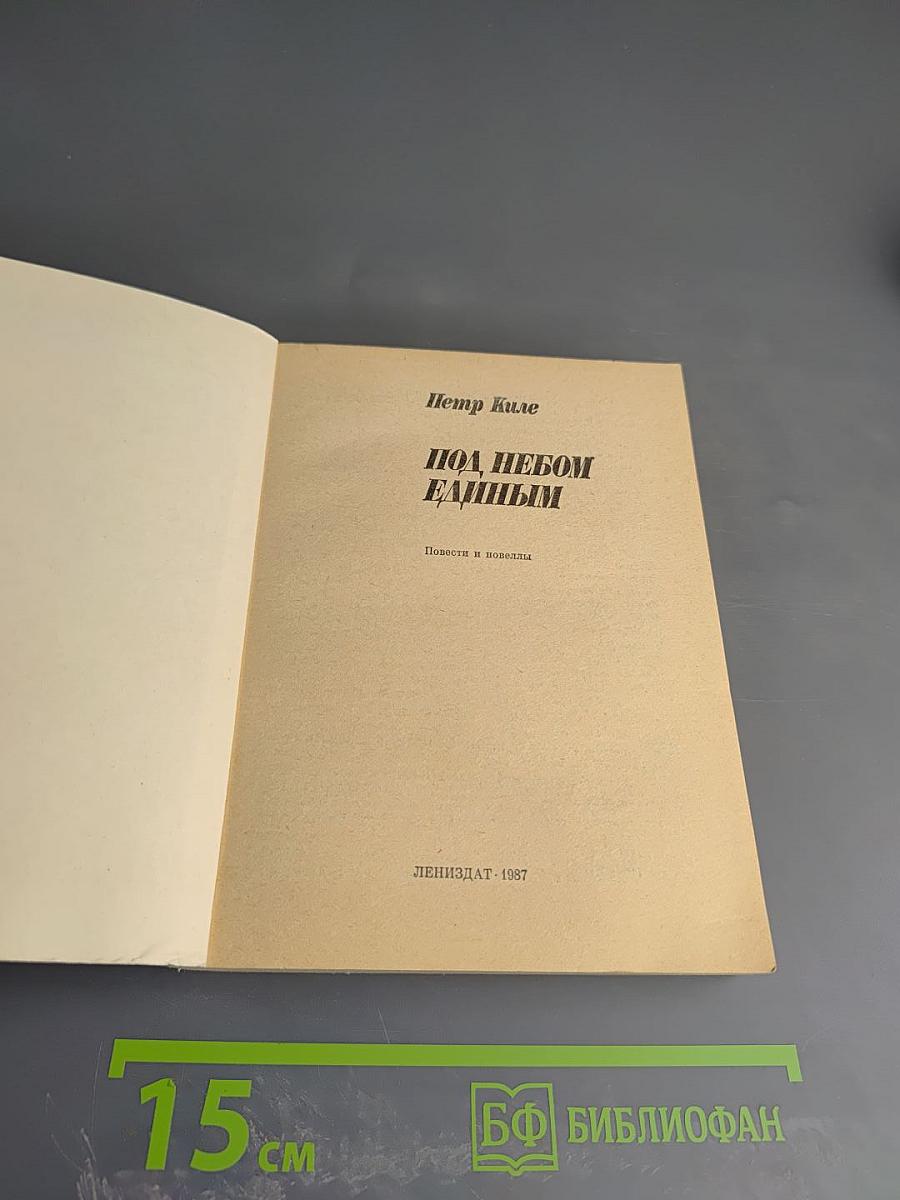 Петр Киле
ПОД НЕБОМ
ЕДИНЫМ
Повести и новеллы
ЛЕНИЗДАТ · 1987
15 см
БФ БИБЛИОФАН